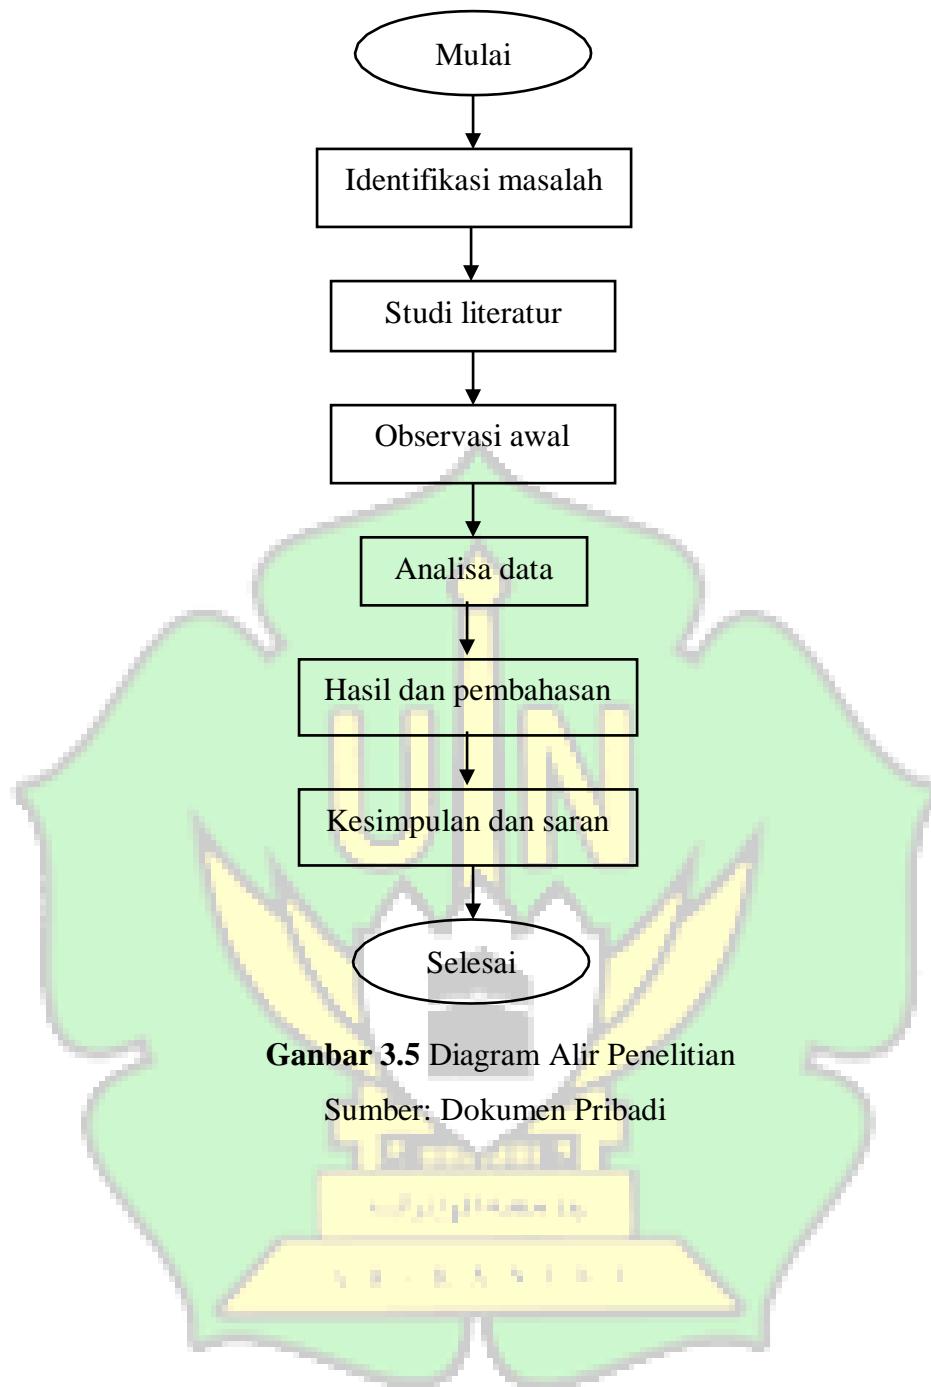 Mulai
Identifikasi masalah
Studi literatur
Observasi awal
Analisa data
Hasil dan pembahasan
UIN
Kesimpulan dan saran
Selesai
Ganbar 3.5 Diagram Alir Penelitian
Sumber: Dokumen Pribadi